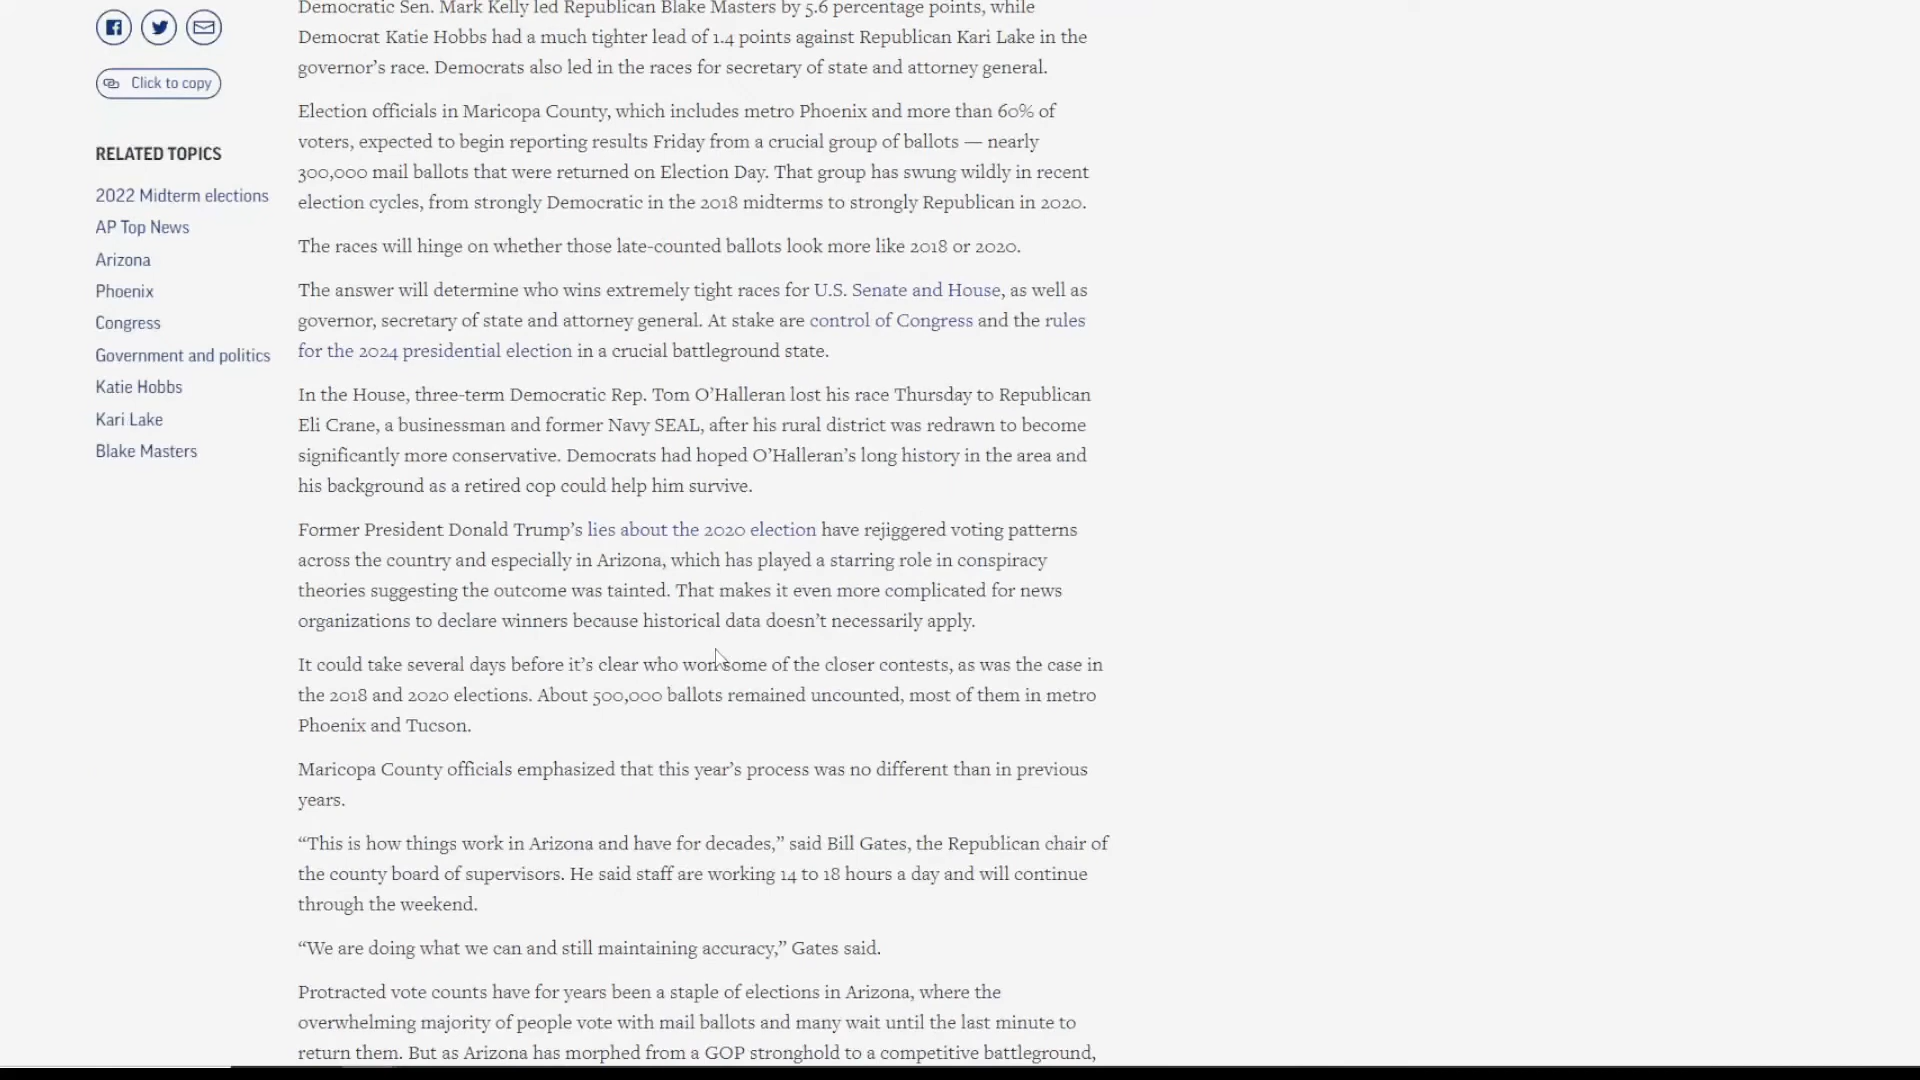 Democratic Sen. Mark Kelly led Republican Blake Masters by 5.6 percentage points, while
Democrat Katie Hobbs had a much tighter lead of 1.4 points against Republican Kari Lake in the
governor's race. Democrats also led in the races for secretary of state and attorney general.
Click to copy
RELATED TOPICS
2022 Midterm elections
AP Top News
Arizona
Phoenix
Congress
Government and politics
Katie Hobbs
Kari Lake
Blake Masters
Election officials in Maricopa County, which includes metro Phoenix and more than 60% of
voters, expected to begin reporting results Friday from a crucial group of ballots — nearly
300,000 mail ballots that were returned on Election Day. That group has swung wildly in recent
election cycles, from strongly Democratic in the 2018 midterms to strongly Republican in 2020.
The races will hinge on whether those late-counted ballots look more like 2018 or 2020.
The answer will determine who wins extremely tight races for U.S. Senate and House, as well as
governor, secretary of state and attorney general. At stake are control of Congress and the rules
for the 2024 presidential election in a crucial battleground state.
In the House, three-term Democratic Rep. Tom O'Halleran lost his race Thursday to Republican
Eli Crane, a businessman and former Navy SEAL, after his rural district was redrawn to become
significantly more conservative. Democrats had hoped O'Halleran's long history in the area and
his background as a retired cop could help him survive.
Former President Donald Trump's lies about the 2020 election have rejiggered voting patterns
across the country and especially in Arizona, which has played a starring role in conspiracy
theories suggesting the outcome was tainted. That makes it even more complicated for news
organizations to declare winners because historical data doesn't necessarily apply.
It could take several days before it's clear who won some of the closer contests, as was the case in
the 2018 and 2020 elections. About 500,000 ballots remained uncounted, most of them in metro
Phoenix and Tucson.
Maricopa County officials emphasized that this year's process was no different than in previous
years.
“This is how things work in Arizona and have for decades,” said Bill Gates, the Republican chair of
the county board of supervisors. He said staff are working 14 to 18 hours a day and will continue
through the weekend.
“We are doing what we can and still maintaining accuracy,” Gates said.
Protracted vote counts have for years been a staple of elections in Arizona, where the
overwhelming majority of people vote with mail ballots and many wait until the last minute to
return them. But as Arizona has morphed from a GOP stronghold to a competitive battleground,